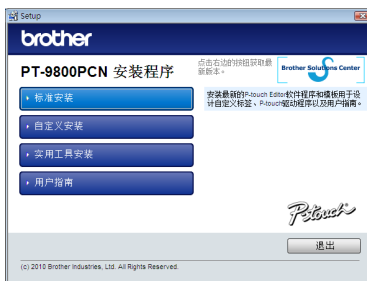 Setup
brother
PT-9800PCN 安装程序
点击右边的按钮获取最
新版本。
Brother Solutions Center
标准安装
安装最新的P-touch Editor软件程序和模板用于设
计自定义标签、P-touch驱动程序以及用户指南。
自定义安装
实用工具安装
用户指南
P-touch
退出
(c) 2010 Brother Industries, Ltd. All Rights Reserved.